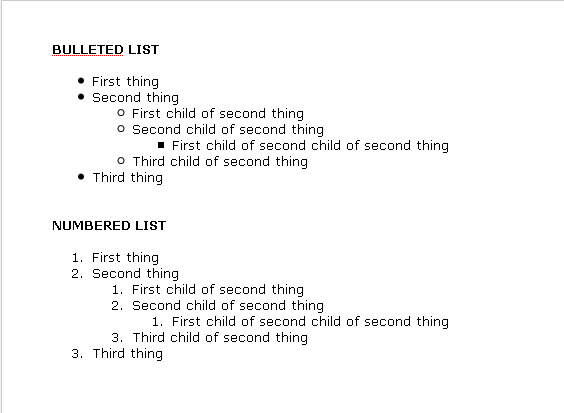 BULLETED LIST
• First thing
• Second thing
○ First child of second thing
○ Second child of second thing
■ First child of second child of second thing
○ Third child of second thing
• Third thing
NUMBERED LIST
1. First thing
2. Second thing
1. First child of second thing
2. Second child of second thing
1. First child of second child of second thing
3. Third child of second thing
3. Third thing